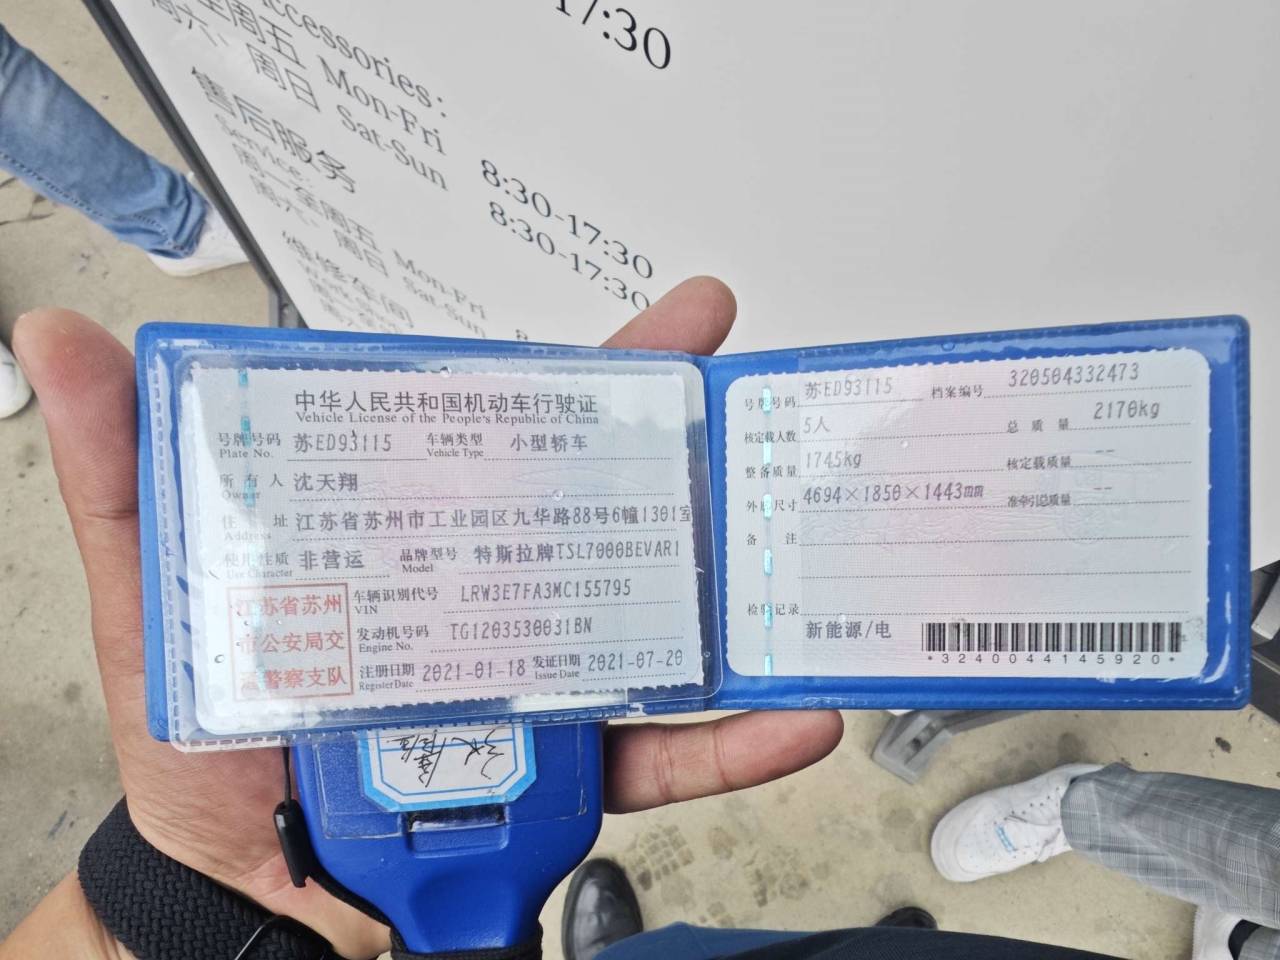 17:30
Accessories:
至周五 Mon-Fri 8:30-17:30
周六、周日 Sat-Sun 8:30-17:30
售后服务
Service:
周一至周五 Mon-Fri 8
周六、周日 Sat-Sun
维修车间
中华人民共和国机动车行驶证
Vehicle License of the People's Republic of China
号牌号码 苏ED93115 车辆类型 小型轿车
Plate No. Vehicle Type
所有人 沈天翔
Owner
住址 江苏省苏州市工业园区九华路88号6幢1301室
Address
使用性质 非营运 品牌型号 特斯拉牌TSL7000BEVAR1
Use Character Model
江苏省苏州
市公安局交
通警察支队
车辆识别代号 LRW3E7FA3MC155795
VIN
发动机号码 TG1203530031BN
Engine No.
注册日期 2021-01-18 发证日期 2021-07-20
Register Date Issue Date
号牌号码 苏ED93115 档案编号 320504332473
核定载人数 5人 总质量 2170kg
整备质量 1745kg 核定载质量 --
外廓尺寸 4694×1850×1443mm 准牵引总质量 --
备注
检验记录
新能源/电
*3240044145920*